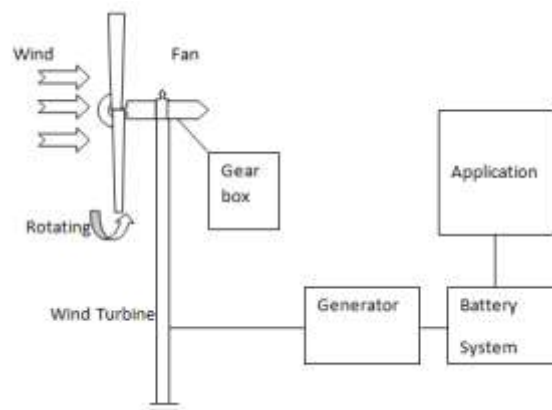 Wind
Fan
Gear
box
Application
Rotating
Wind Turbine
Generator
Battery
System